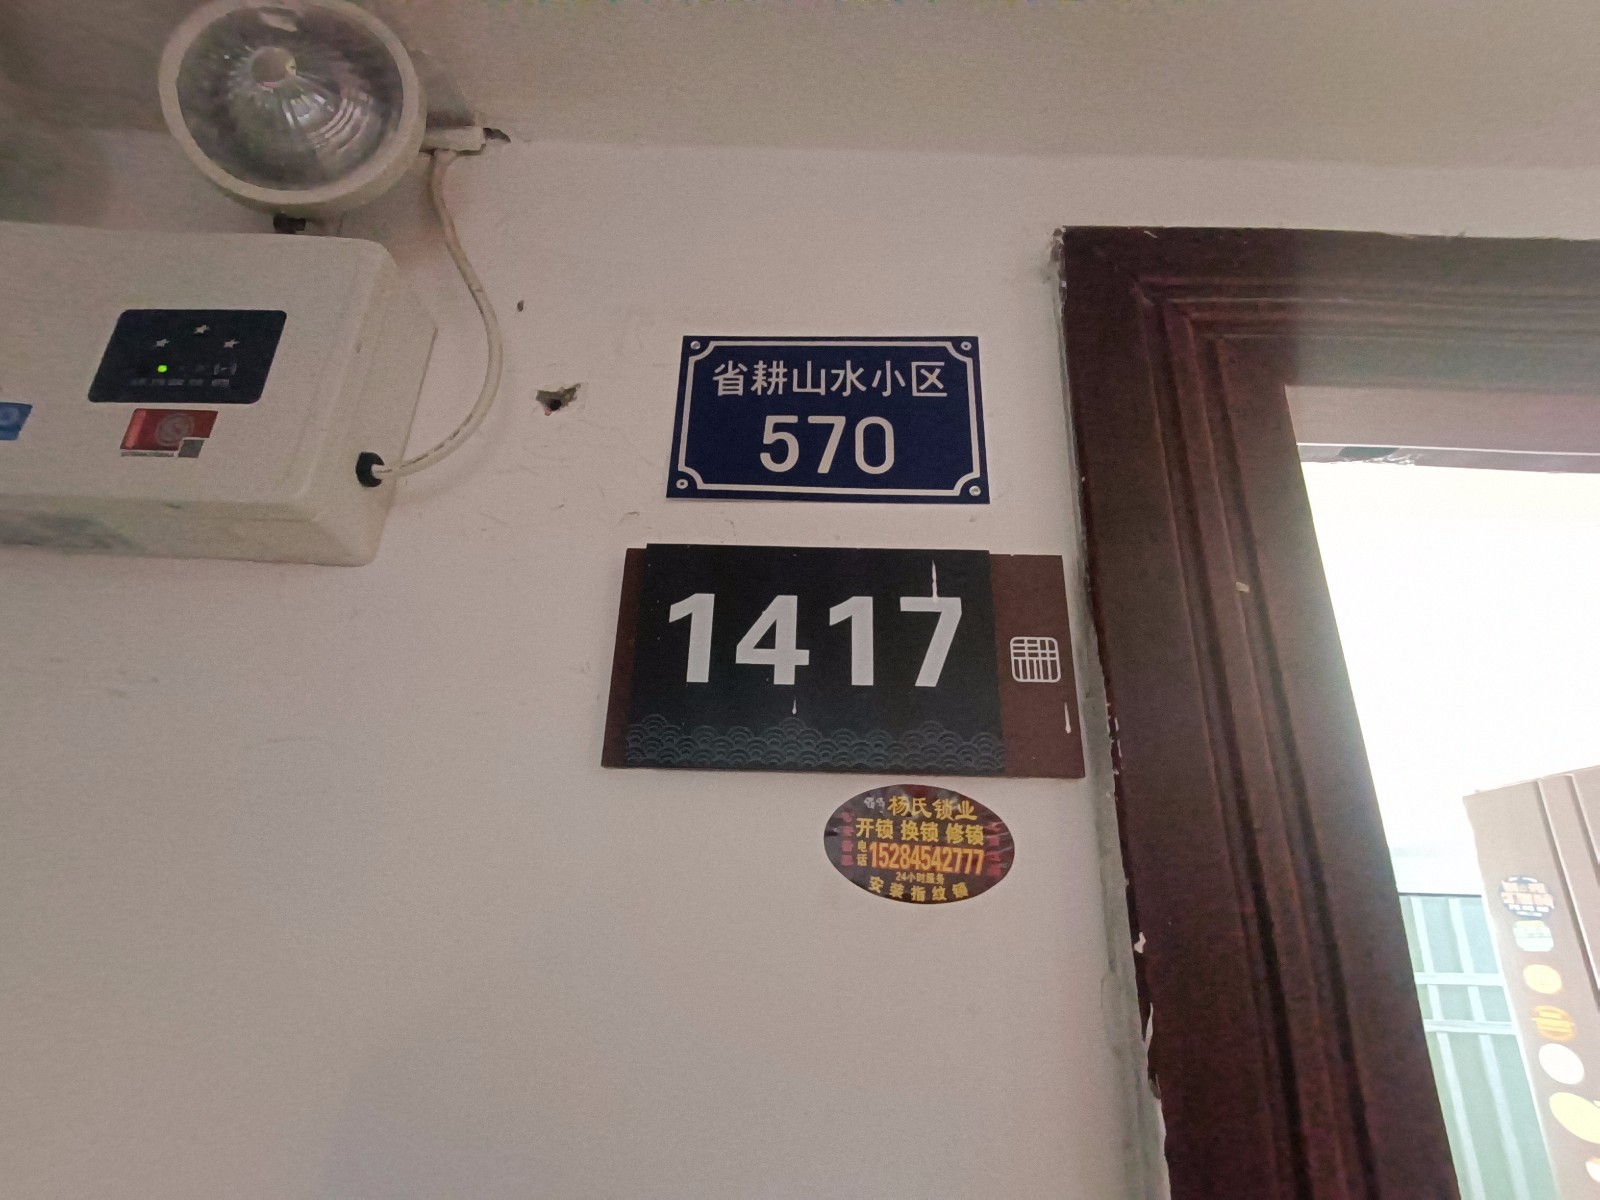 省耕山水小区
570
1417
杨氏锁业
开锁 换锁 修锁
电话 15284542777
24小时服务
安装指纹锁